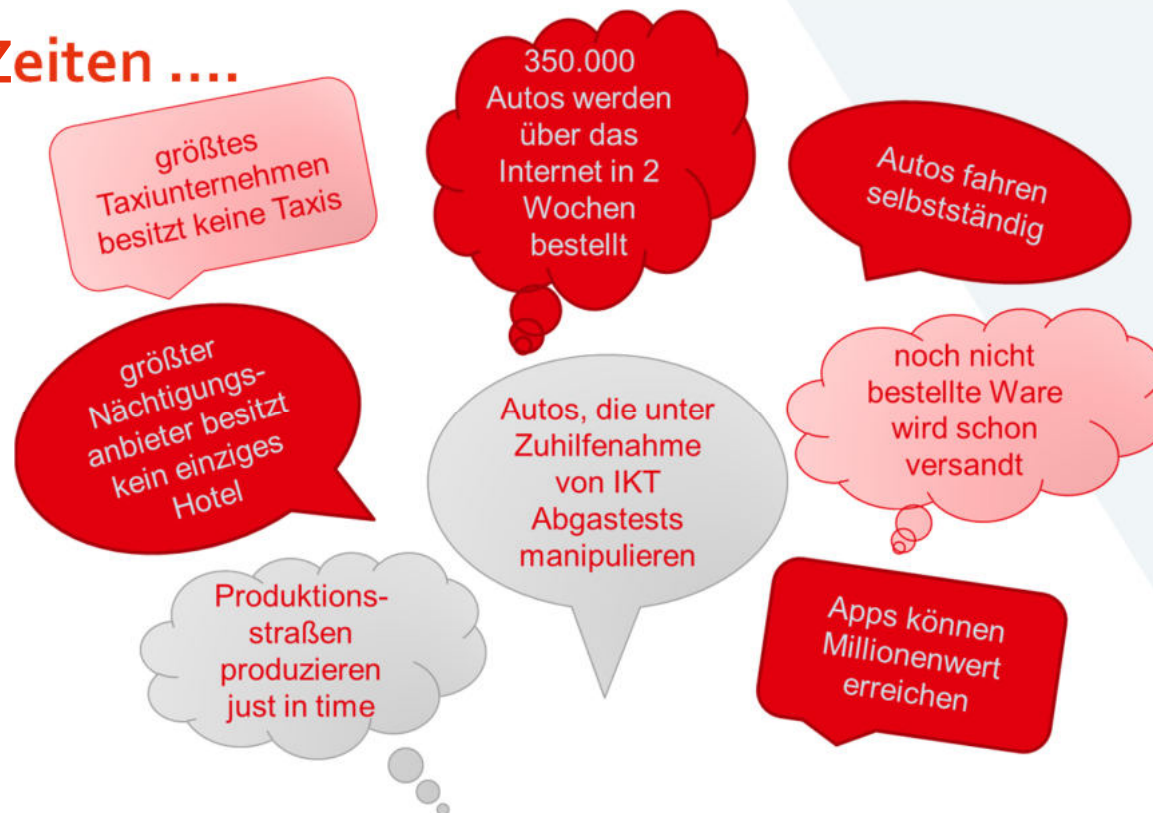 Zeiten ....
größtes
Taxiunternehmen
besitzt keine Taxis
350.000
Autos werden
über das
Internet in 2
Wochen
bestellt
Autos fahren
selbstständig
größter
Nächtigungs-
anbieter besitzt
kein einziges
Hotel
Autos, die unter
Zuhilfenahme
von IKT
Abgastests
manipulieren
noch nicht
bestellte Ware
wird schon
versandt
Produktions-
straßen
produzieren
just in time
Apps können
Millionenwert
erreichen